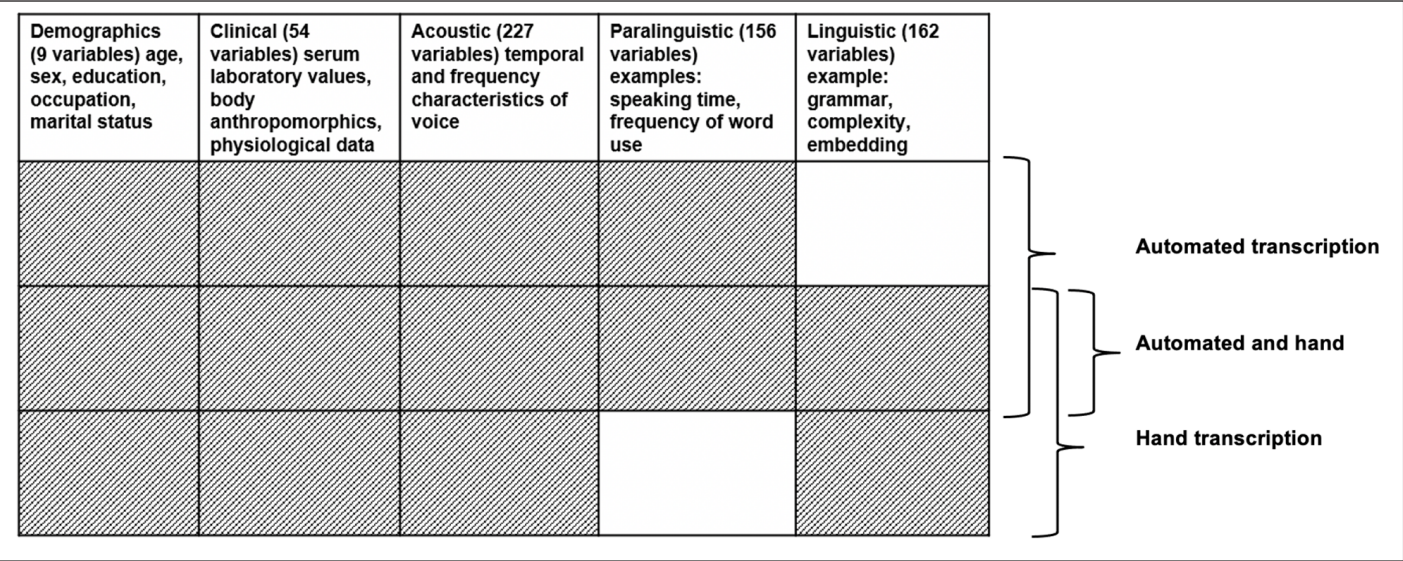 Demographics
(9 variables) age,
sex, education,
occupation,
marital status
Clinical (54
variables) serum
laboratory values,
body
anthropomorphics,
physiological data
Acoustic (227
variables) temporal
and frequency
characteristics of
voice
Paralinguistic (156
variables)
examples:
speaking time,
frequency of word
use
Linguistic (162
variables)
example:
grammar,
complexity,
embedding
Automated transcription
Automated and hand
Hand transcription